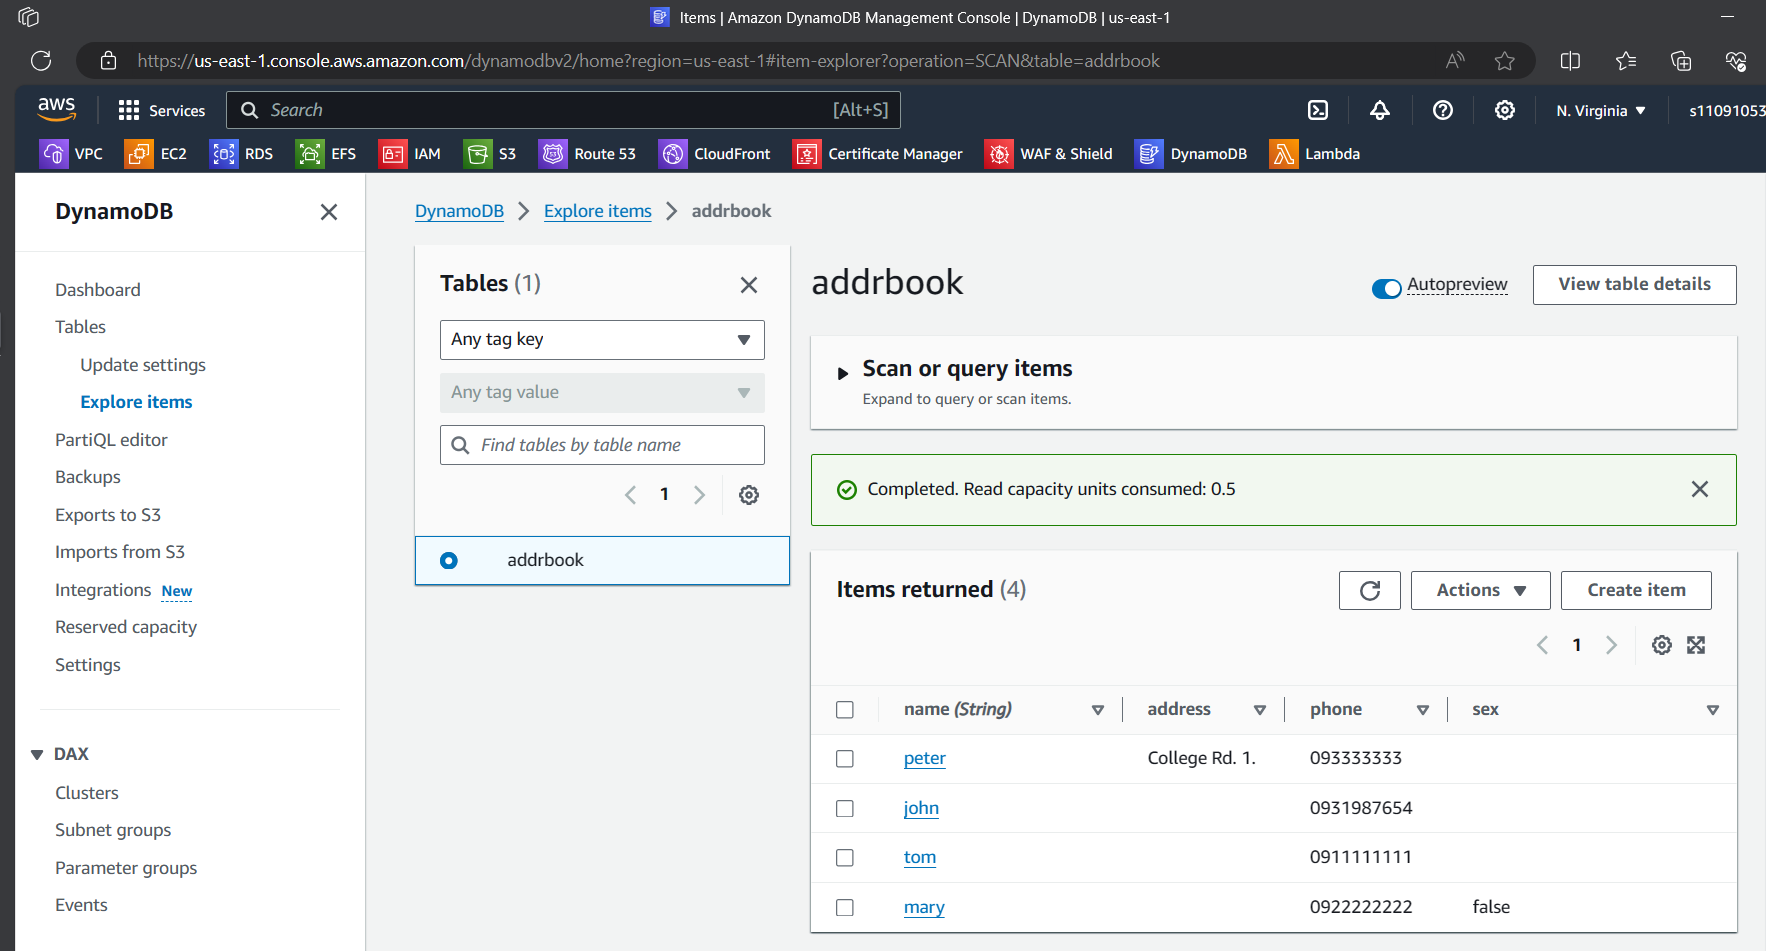 Items | Amazon DynamoDB Management Console | DynamoDB | us-east-1
https://us-east-1.console.aws.amazon.com/dynamodbv2/home?region=us-east-1#item-explorer?operation=SCAN&table=addrbook
aws Services Search [Alt+S] N. Virginia s11091053
VPC EC2 RDS EFS IAM S3 Route 53 CloudFront Certificate Manager WAF & Shield DynamoDB Lambda
DynamoDB
Dashboard
Tables
Update settings
Explore items
PartiQL editor
Backups
Exports to S3
Imports from S3
Integrations New
Reserved capacity
Settings
DAX
Clusters
Subnet groups
Parameter groups
Events
DynamoDB Explore items addrbook
Tables (1)
Any tag key
Any tag value
Find tables by table name
1
addrbook
addrbook
Autopreview
View table details
Scan or query items
Expand to query or scan items.
Completed. Read capacity units consumed: 0.5
Items returned (4)
Actions
Create item
1
name (String) address phone sex
peter College Rd. 1. 093333333
john 0931987654
tom 0911111111
mary 0922222222 false